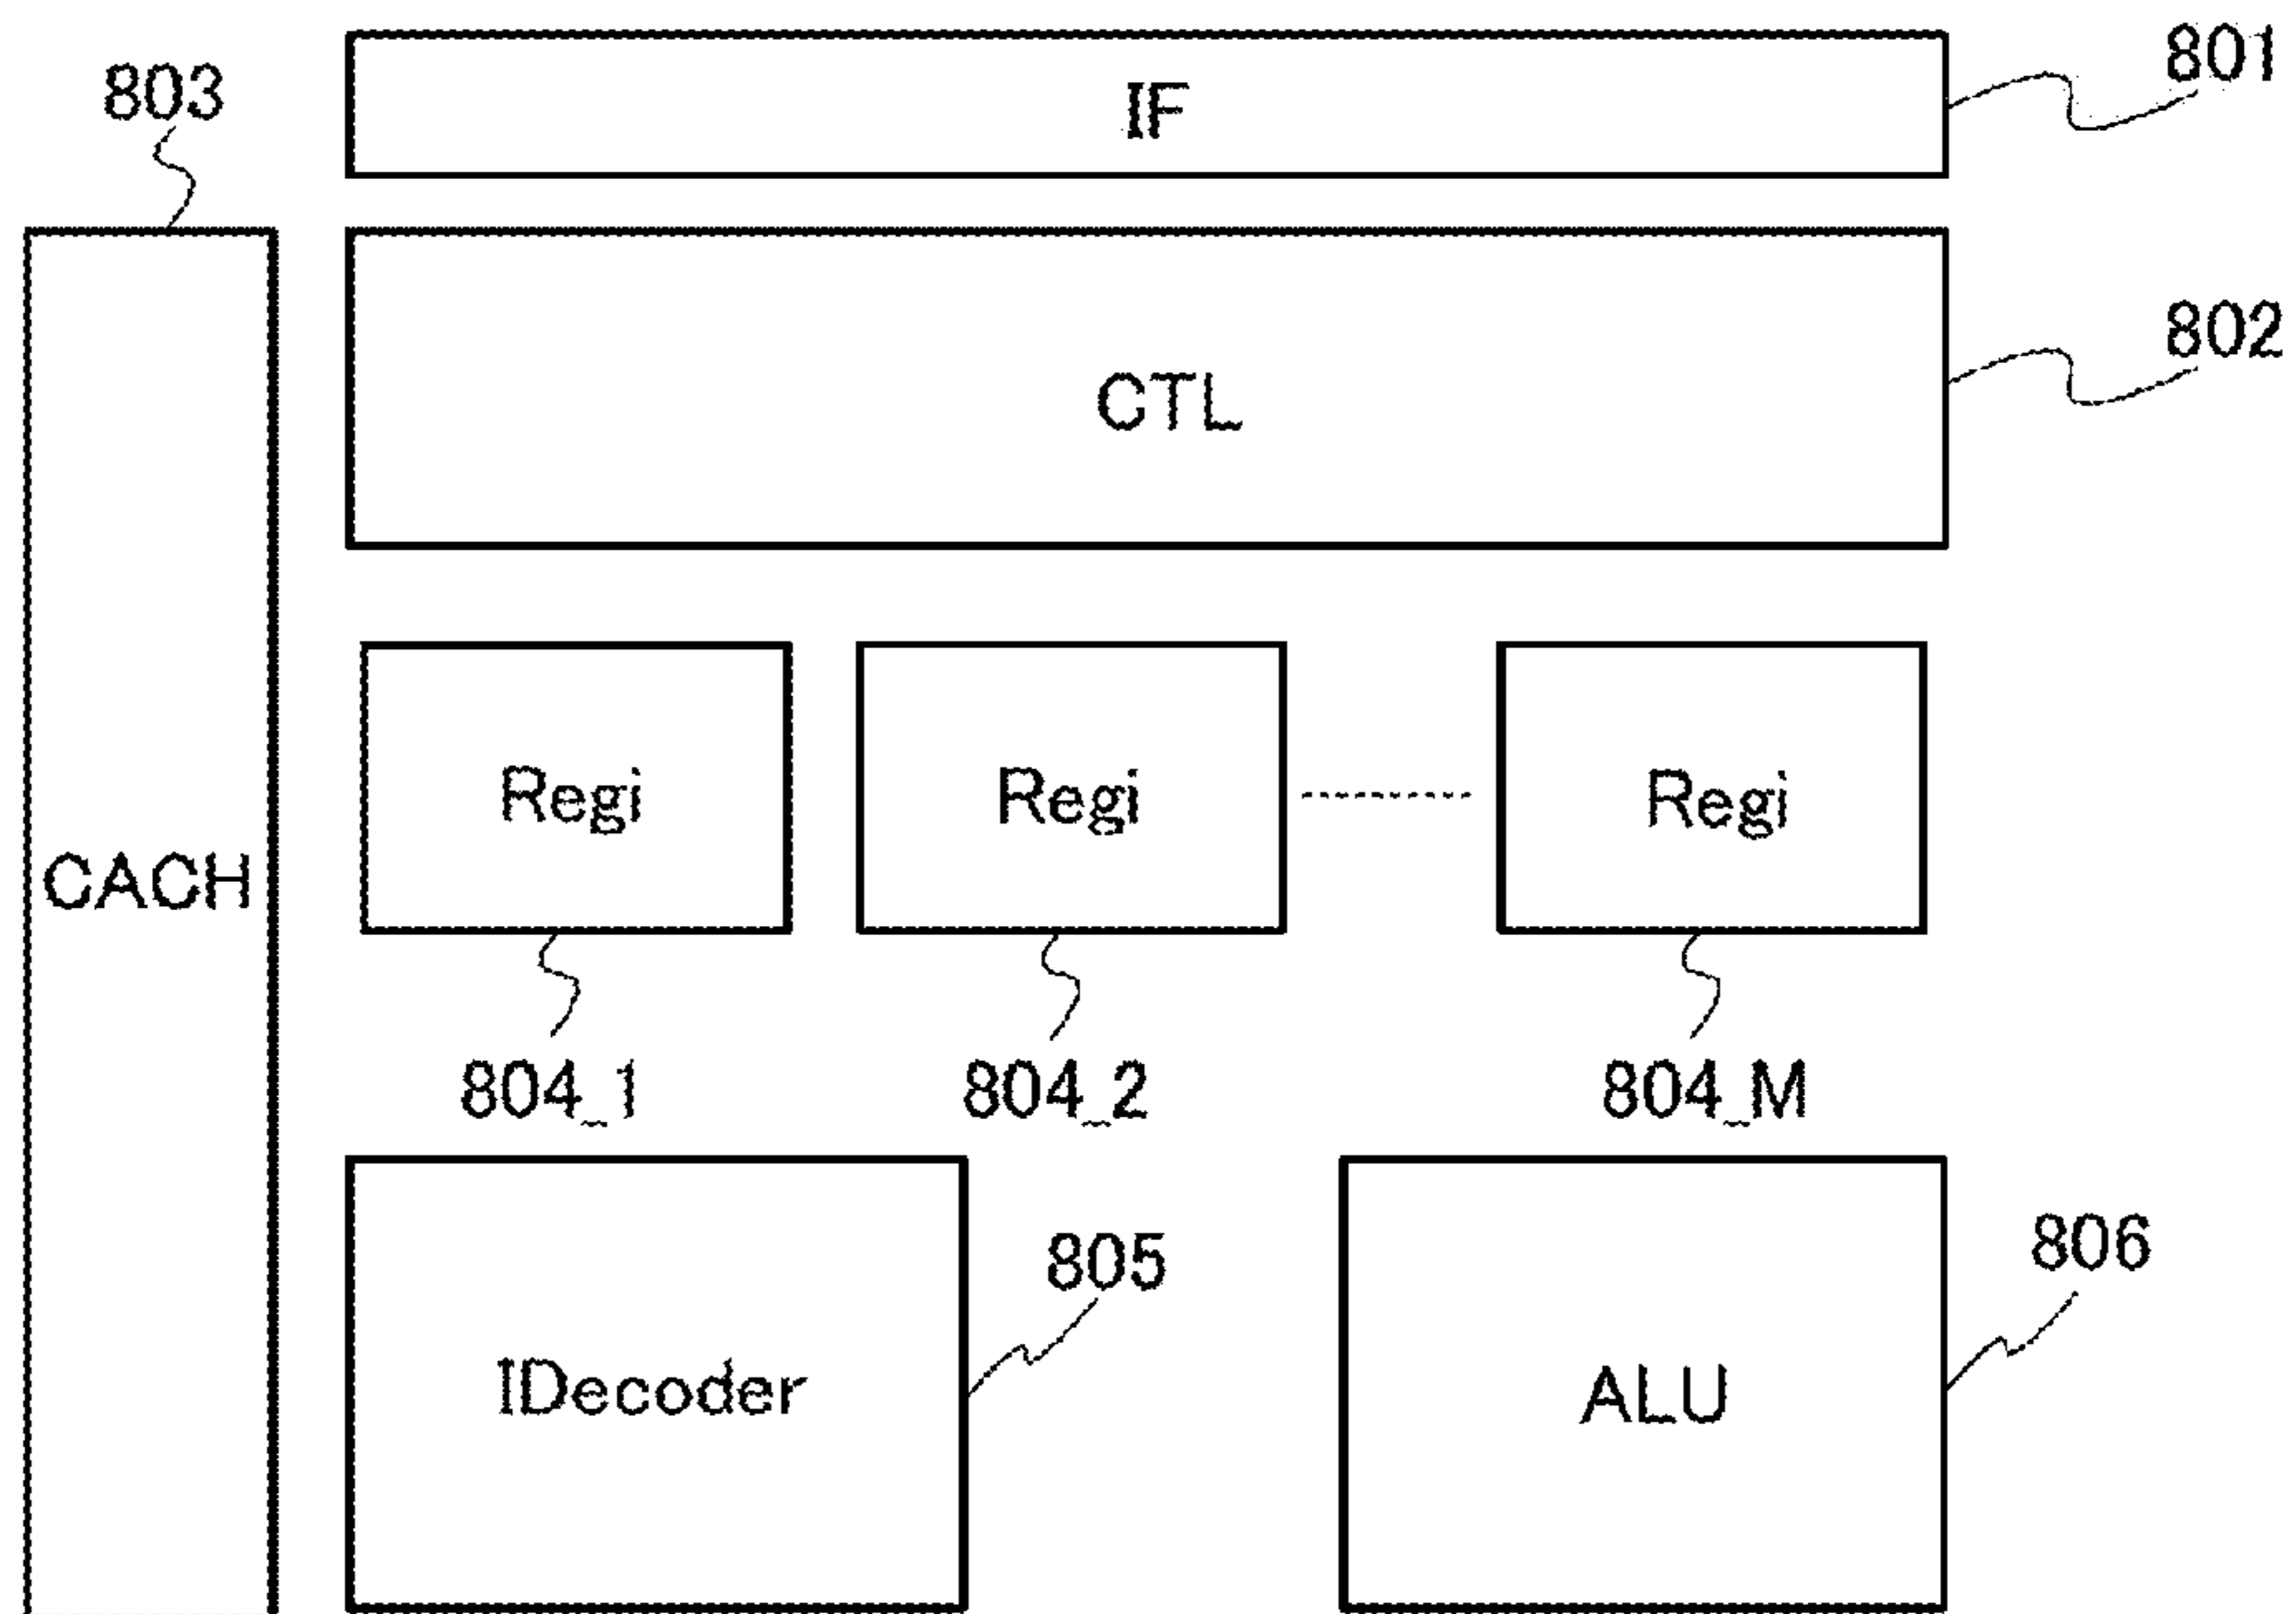 801
IF
803
802
CTL
Regi
Regi
Regi
CACH
804_1
804_2
804_M
805
806
IDecoder
ALU